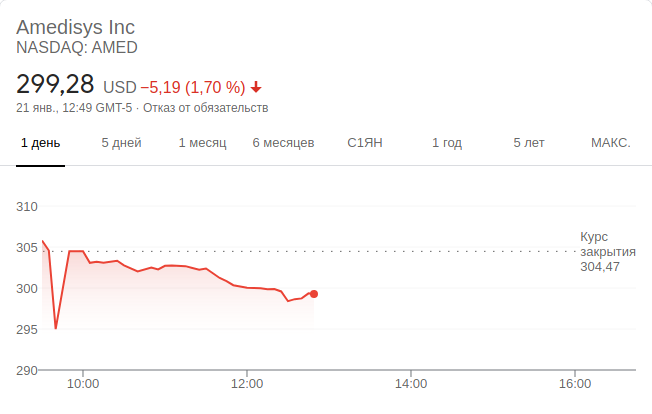 Amedisys Inc
NASDAQ: AMED
299,28 USD −5,19 (1,70 %)
21 янв., 12:49 GMT-5 · Отказ от обязательств
1 день 5 дней 1 месяц 6 месяцев С1ЯН 1 год 5 лет МАКС.
310
305
300
295
290
Курс
закрытия
304,47
10:00 12:00 14:00 16:00